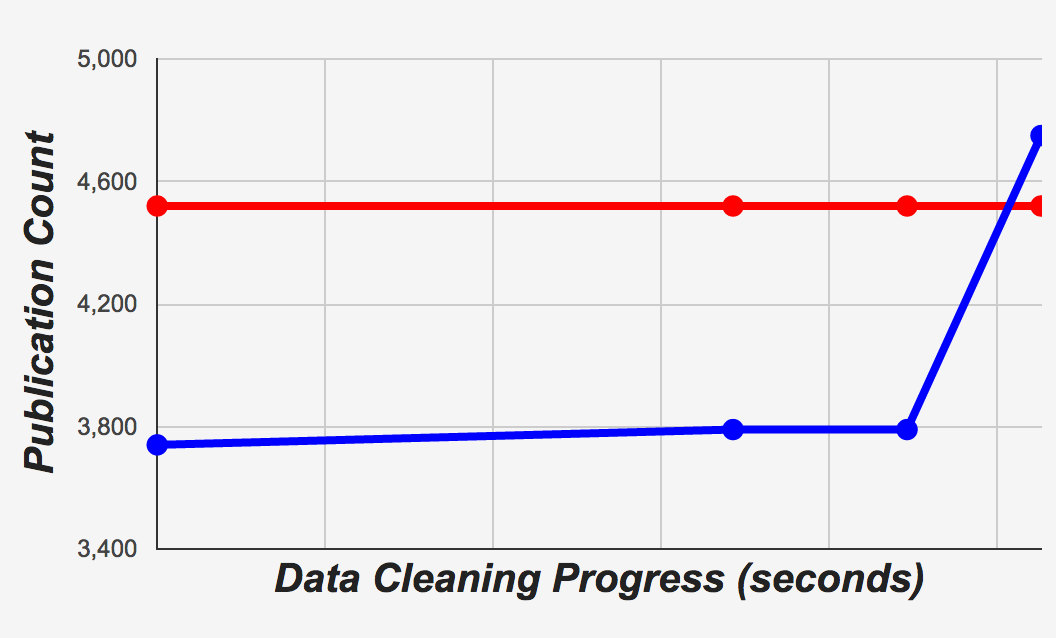 5,000
4,600
4,200
3,800
3,400
Publication Count
Data Cleaning Progress (seconds)